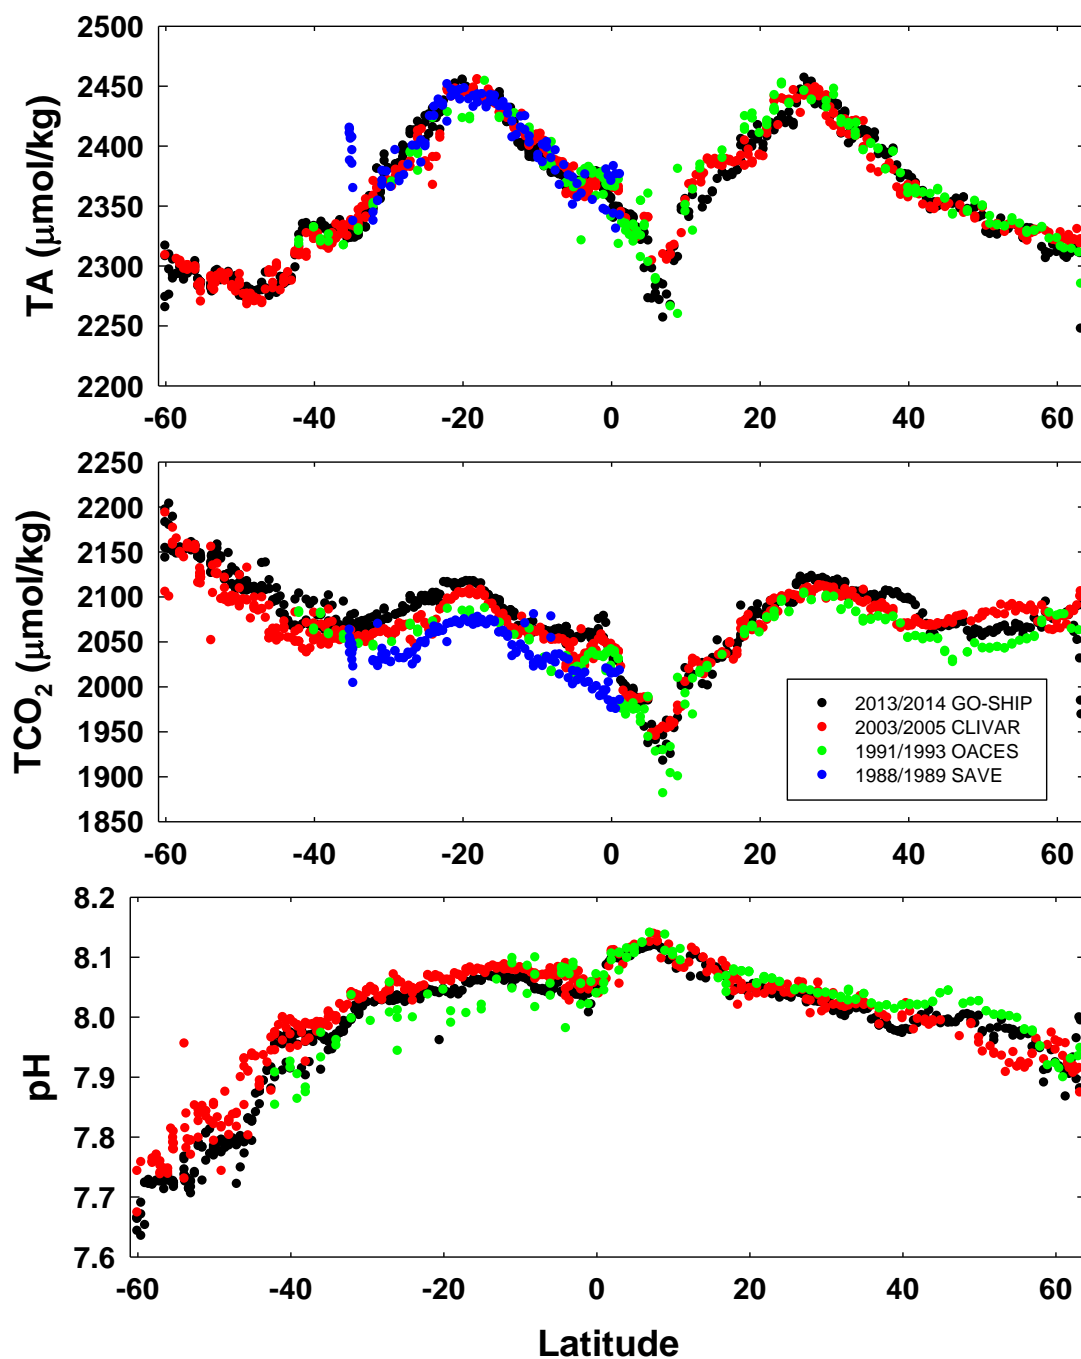 TA (μmol/kg)
2500
2450
2400
2350
2300
2250
2200
-60 -40 -20 0 20 40 60
TCO2 (μmol/kg)
2250
2200
2150
2100
2050
2000
1950
1900
1850
2013/2014 GO-SHIP
2003/2005 CLIVAR
1991/1993 OACES
1988/1989 SAVE
-60 -40 -20 0 20 40 60
pH
8.2
8.1
8.0
7.9
7.8
7.7
7.6
-60 -40 -20 0 20 40 60
Latitude